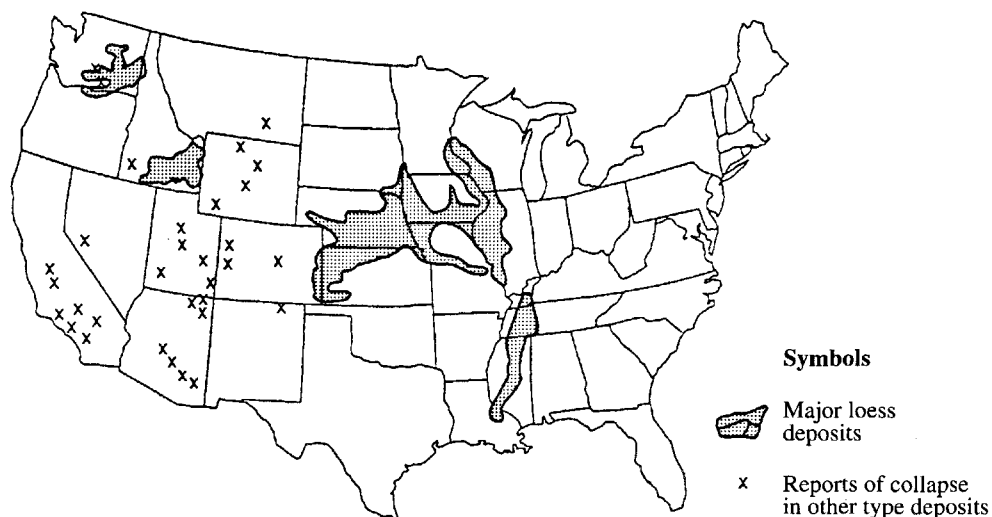 Symbols
Major loess
deposits
x Reports of collapse
in other type deposits